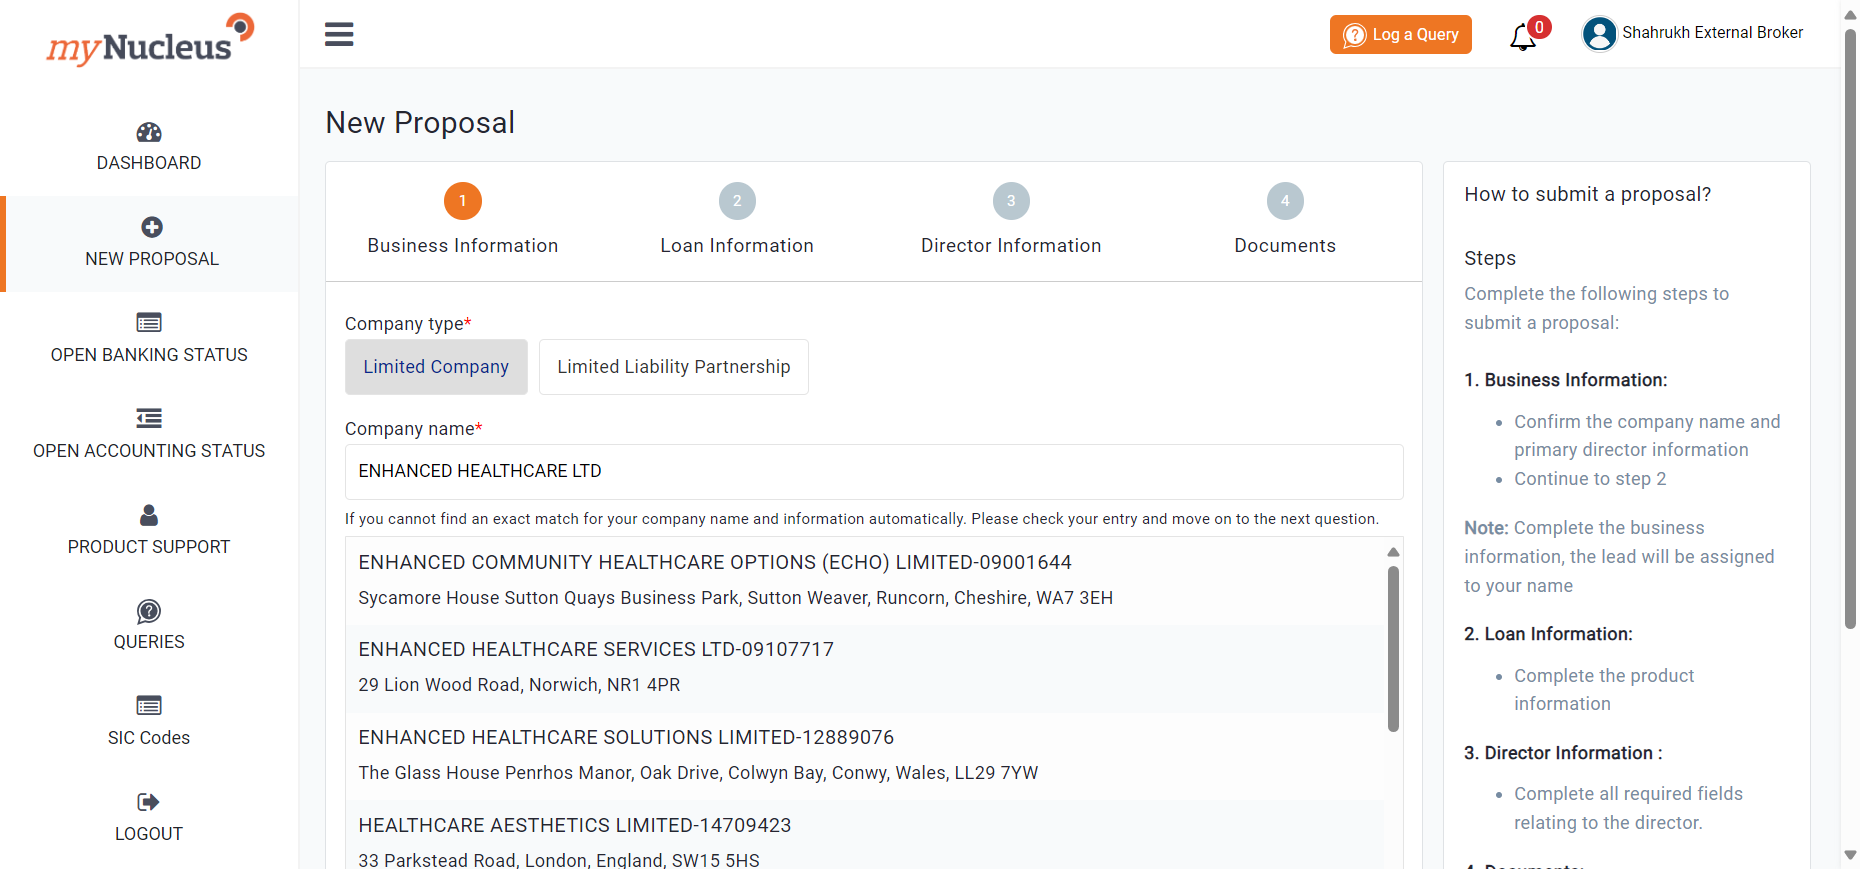 myNucleus
DASHBOARD
NEW PROPOSAL
OPEN BANKING STATUS
OPEN ACCOUNTING STATUS
PRODUCT SUPPORT
QUERIES
SIC Codes
LOGOUT
Log a Query
0
Shahrukh External Broker
New Proposal
1
Business Information
2
Loan Information
3
Director Information
4
Documents
Company type*
Limited Company
Limited Liability Partnership
Company name*
ENHANCED HEALTHCARE LTD
If you cannot find an exact match for your company name and information automatically. Please check your entry and move on to the next question.
ENHANCED COMMUNITY HEALTHCARE OPTIONS (ECHO) LIMITED-09001644
Sycamore House Sutton Quays Business Park, Sutton Weaver, Runcorn, Cheshire, WA7 3EH
ENHANCED HEALTHCARE SERVICES LTD-09107717
29 Lion Wood Road, Norwich, NR1 4PR
ENHANCED HEALTHCARE SOLUTIONS LIMITED-12889076
The Glass House Penrhos Manor, Oak Drive, Colwyn Bay, Conwy, Wales, LL29 7YW
HEALTHCARE AESTHETICS LIMITED-14709423
33 Parkstead Road, London, England, SW15 5HS
How to submit a proposal?
Steps
Complete the following steps to
submit a proposal:
1. Business Information:
• Confirm the company name and
primary director information
• Continue to step 2
Note: Complete the business
information, the lead will be assigned
to your name
2. Loan Information:
• Complete the product
information
3. Director Information :
• Complete all required fields
relating to the director.
4. Documents: